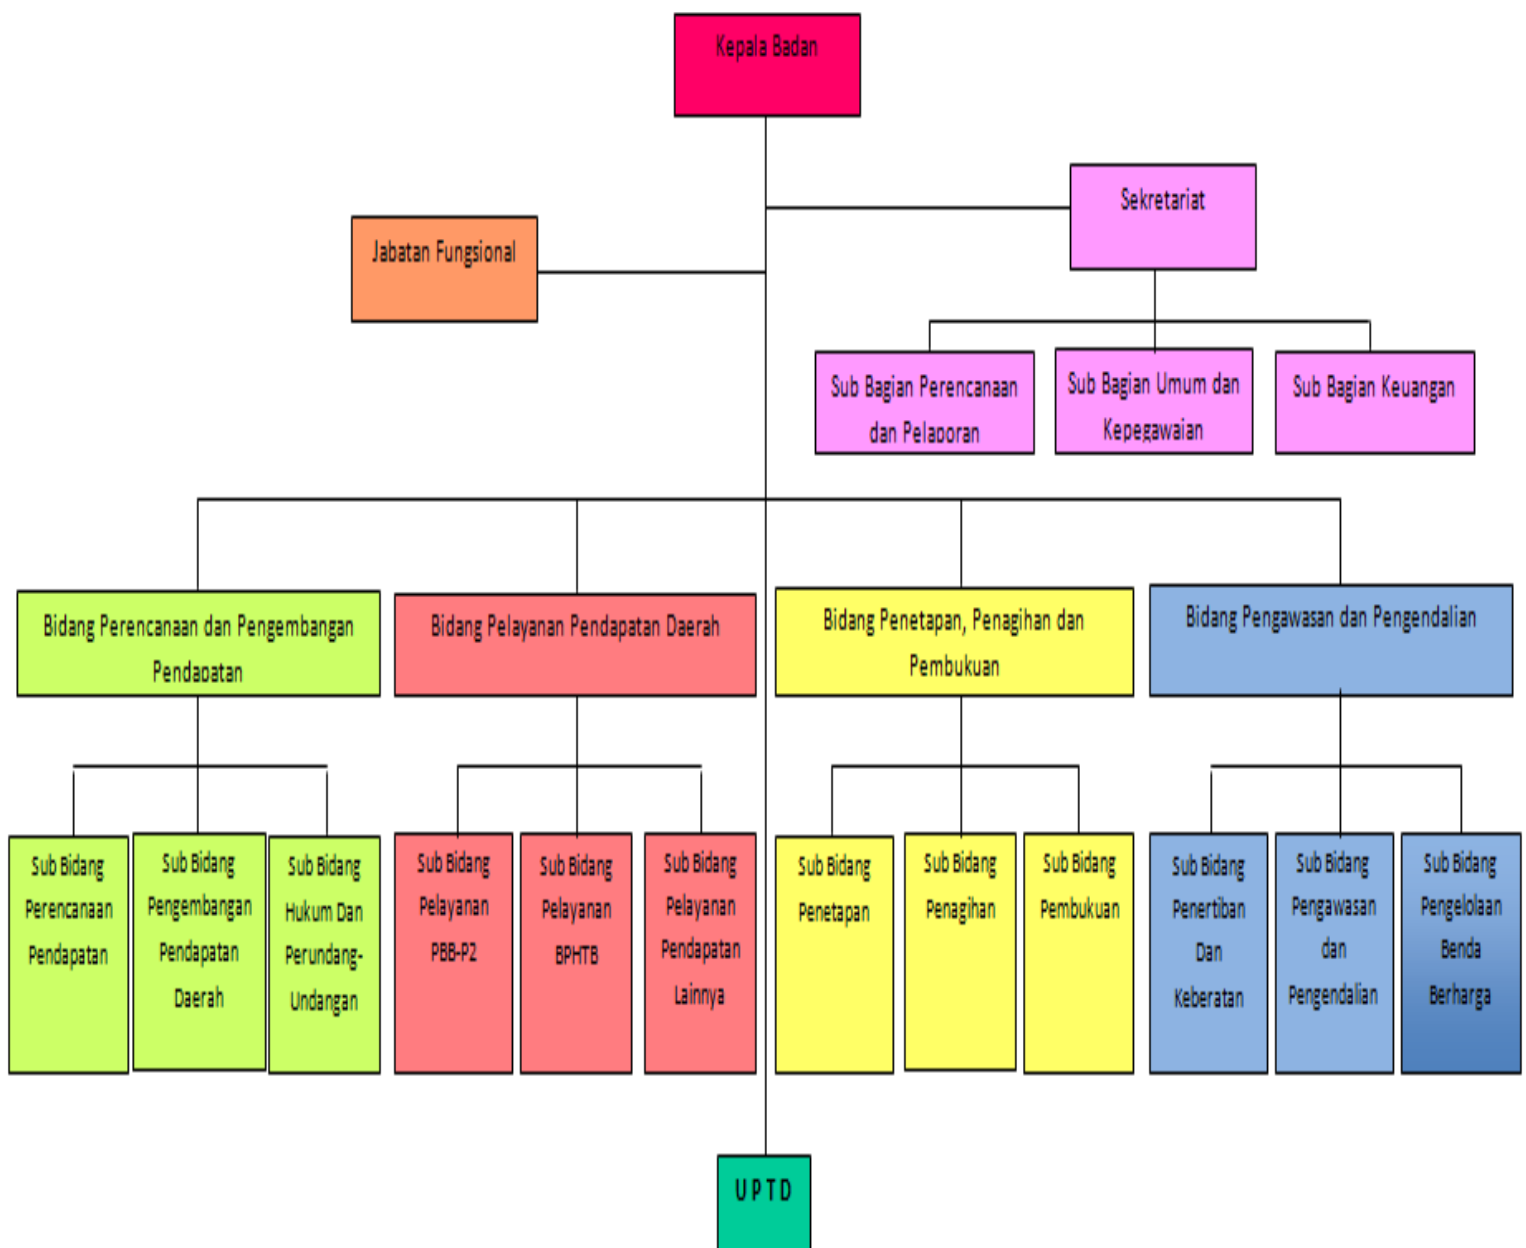 Kepala Badan
Sekretariat
Jabatan Fungsional
Sub Bagian Perencanaan
dan Pelaporan
Sub Bagian Umum dan
Kepegawaian
Sub Bagian Keuangan
Bidang Perencanaan dan Pengembangan
Pendapatan
Bidang Pelayanan Pendapatan Daerah
Bidang Penetapan, Penagihan dan
Pembukuan
Bidang Pengawasan dan Pengendalian
Sub Bidang
Perencanaan
Pendapatan
Sub Bidang
Pengembangan
Pendapatan
Daerah
Sub Bidang
Hukum Dan
Perundang-
Undangan
Sub Bidang
Pelayanan
PBB-P2
Sub Bidang
Pelayanan
BPHTB
Sub Bidang
Pelayanan
Pendapatan
Lainnya
Sub Bidang
Penetapan
Sub Bidang
Penagihan
Sub Bidang
Pembukuan
Sub Bidang
Penertiban
Dan
Keberatan
Sub Bidang
Pengawasan
dan
Pengendalian
Sub Bidang
Pengelolaan
Benda
Berharga
U P T D